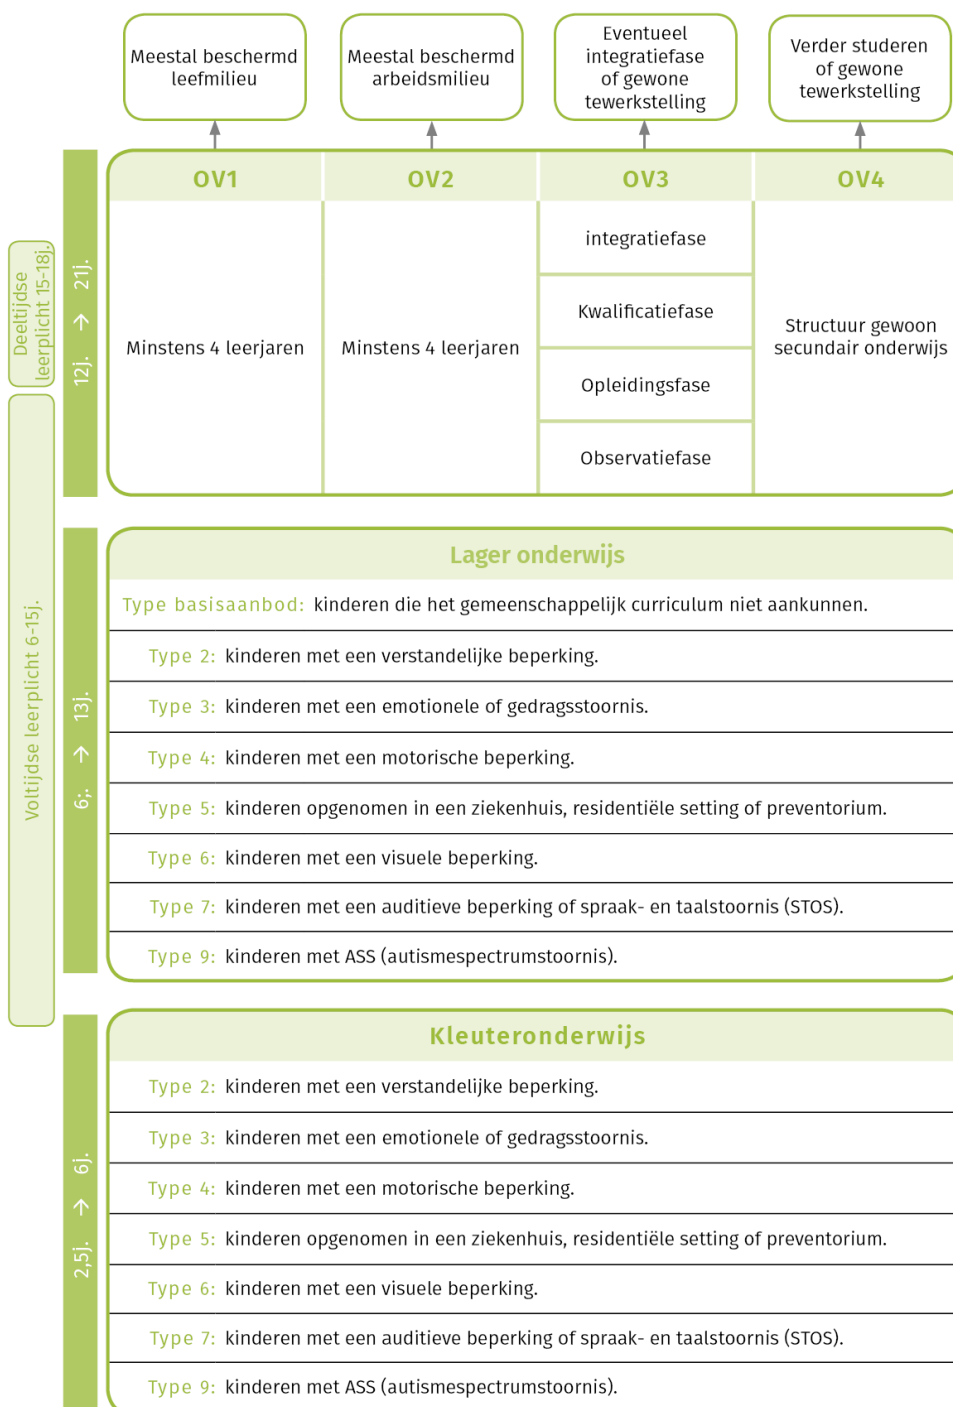 Meestal beschermd
leefmilieu
Meestal beschermd
arbeidsmilieu
Eventueel
integratiefase
of gewone
tewerkstelling
Verder studeren
of gewone
tewerkstelling
OV1
OV2
OV3
OV4
Minstens 4 leerjaren
Minstens 4 leerjaren
integratiefase
Kwalificatiefase
Opleidingsfase
Observatiefase
Structuur gewoon
secundair onderwijs
12j. → 21j.
Deeltijdse
leerplicht 15-18j.
Voltijdse leerplicht 6-15j.
Lager onderwijs
Type basisaanbod: kinderen die het gemeenschappelijk curriculum niet aankunnen.
Type 2: kinderen met een verstandelijke beperking.
Type 3: kinderen met een emotionele of gedragsstoornis.
Type 4: kinderen met een motorische beperking.
Type 5: kinderen opgenomen in een ziekenhuis, residentiële setting of preventorium.
Type 6: kinderen met een visuele beperking.
Type 7: kinderen met een auditieve beperking of spraak- en taalstoornis (STOS).
Type 9: kinderen met ASS (autismespectrumstoornis).
6;. → 13j.
Kleuteronderwijs
Type 2: kinderen met een verstandelijke beperking.
Type 3: kinderen met een emotionele of gedragsstoornis.
Type 4: kinderen met een motorische beperking.
Type 5: kinderen opgenomen in een ziekenhuis, residentiële setting of preventorium.
Type 6: kinderen met een visuele beperking.
Type 7: kinderen met een auditieve beperking of spraak- en taalstoornis (STOS).
Type 9: kinderen met ASS (autismespectrumstoornis).
2,5j. → 6j.